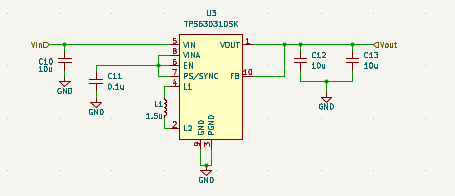 U3
TPS63031DSK
Vin
5 VIN VOUT 1 Vout
8 VINA
6 EN
7 PS/SYNC FB 10
4 L1
2 L2
GND PGND
9 3
GND
C10
10u
GND
C11
0.1u
GND
L1
1.5u
C12
10u
C13
10u
GND